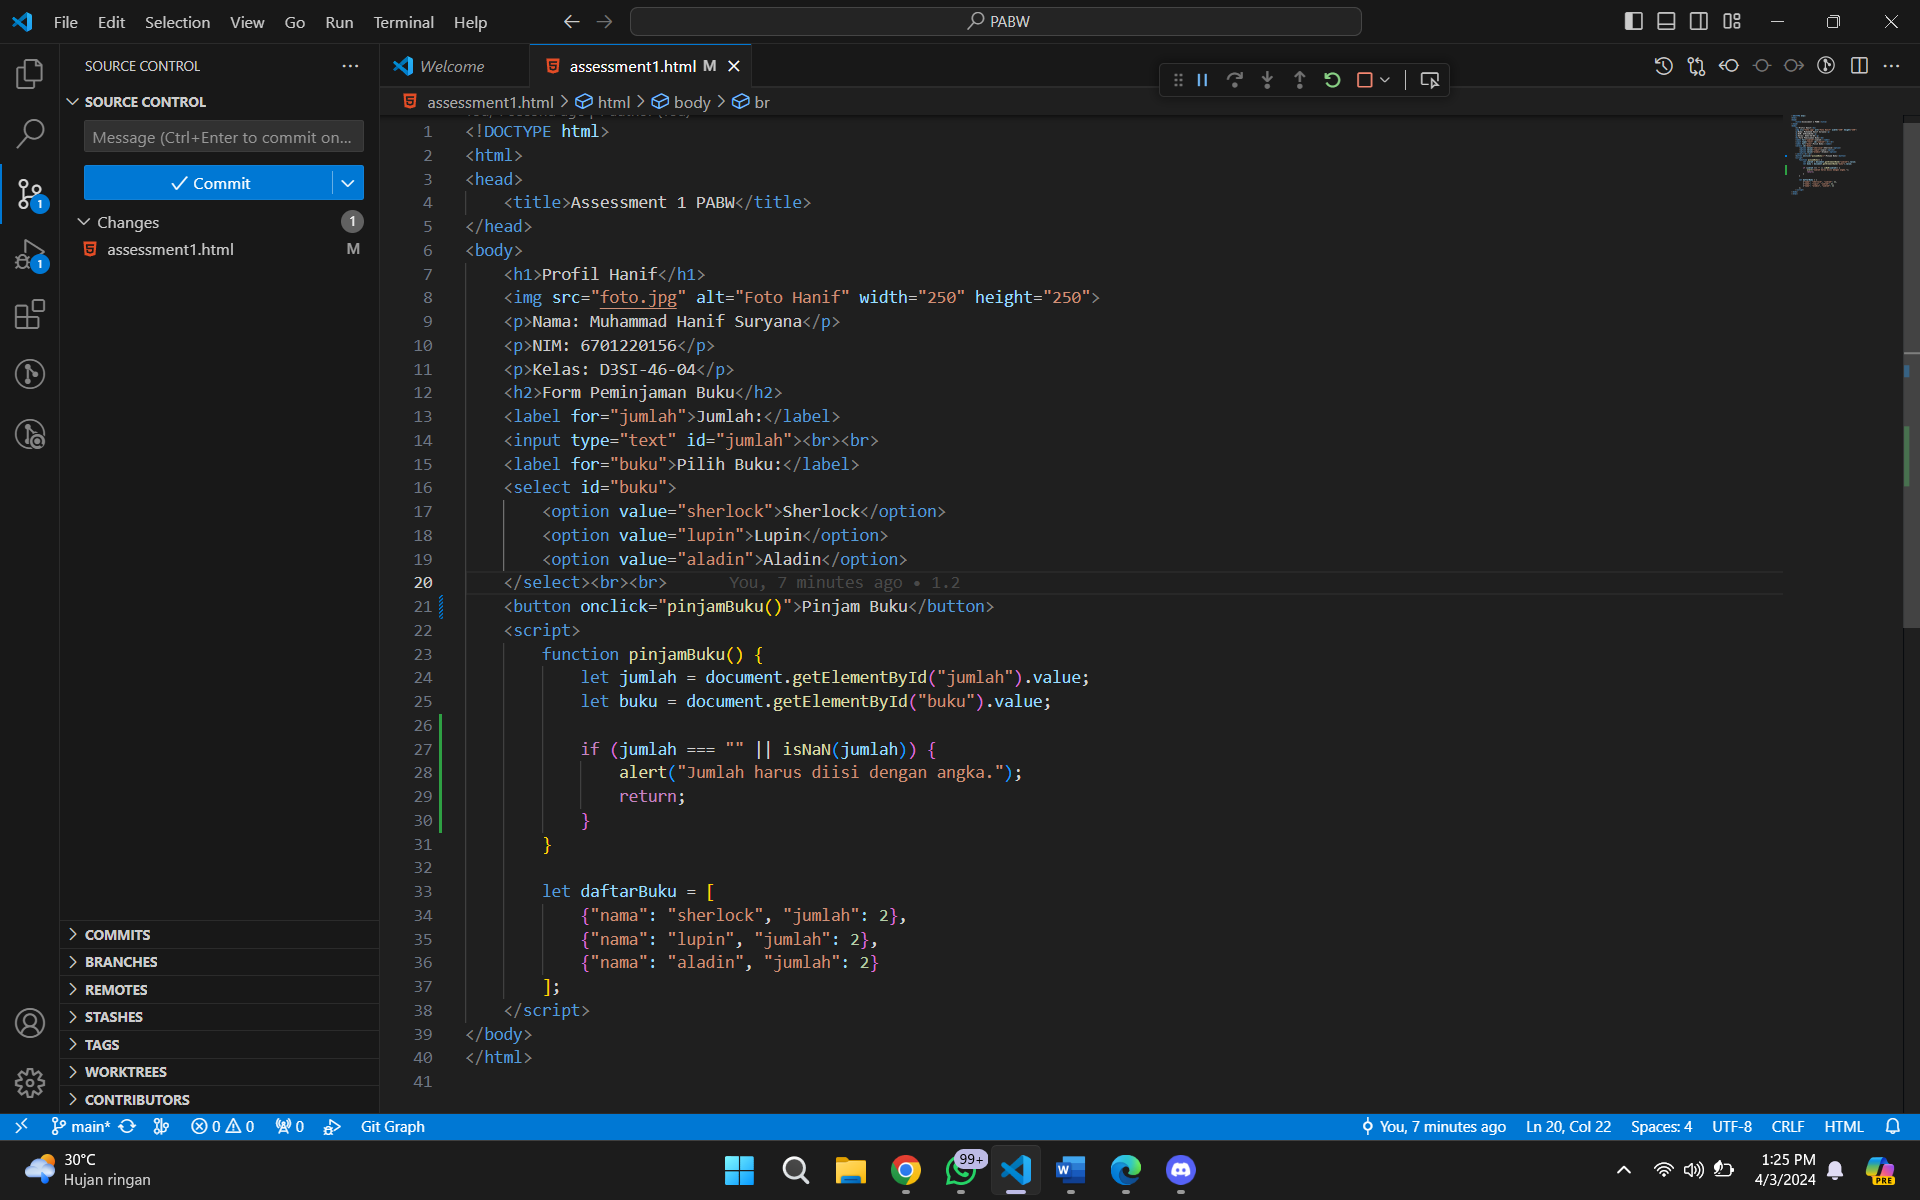 File Edit Selection View Go Run Terminal Help
PABW
SOURCE CONTROL
SOURCE CONTROL
Message (Ctrl+Enter to commit on...
Commit
Changes 1
assessment1.html M
1
1
COMMITS
BRANCHES
REMOTES
STASHES
TAGS
WORKTREES
CONTRIBUTORS
Welcome
assessment1.html M
assessment1.html > html > body > br
1 <!DOCTYPE html>
2 <html>
3 <head>
4 <title>Assessment 1 PABW</title>
5 </head>
6 <body>
7 <h1>Profil Hanif</h1>
8 <img src="foto.jpg" alt="Foto Hanif" width="250" height="250">
9 <p>Nama: Muhammad Hanif Suryana</p>
10 <p>NIM: 6701220156</p>
11 <p>Kelas: D3SI-46-04</p>
12 <h2>Form Peminjaman Buku</h2>
13 <label for="jumlah">Jumlah:</label>
14 <input type="text" id="jumlah"><br><br>
15 <label for="buku">Pilih Buku:</label>
16 <select id="buku">
17 <option value="sherlock">Sherlock</option>
18 <option value="lupin">Lupin</option>
19 <option value="aladin">Aladin</option>
20 </select><br><br> You, 7 minutes ago • 1.2
21 <button onclick="pinjamBuku()">Pinjam Buku</button>
22 <script>
23 function pinjamBuku() {
24 let jumlah = document.getElementById("jumlah").value;
25 let buku = document.getElementById("buku").value;
26
27 if (jumlah === "" || isNaN(jumlah)) {
28 alert("Jumlah harus diisi dengan angka.");
29 return;
30 }
31 }
32
33 let daftarBuku = [
34 {"nama": "sherlock", "jumlah": 2},
35 {"nama": "lupin", "jumlah": 2},
36 {"nama": "aladin", "jumlah": 2}
37 ];
38 </script>
39 </body>
40 </html>
41
main* 0 0 0 Git Graph You, 7 minutes ago Ln 20, Col 22 Spaces: 4 UTF-8 CRLF HTML
30°C
Hujan ringan
99+
1:25 PM
4/3/2024
PRE